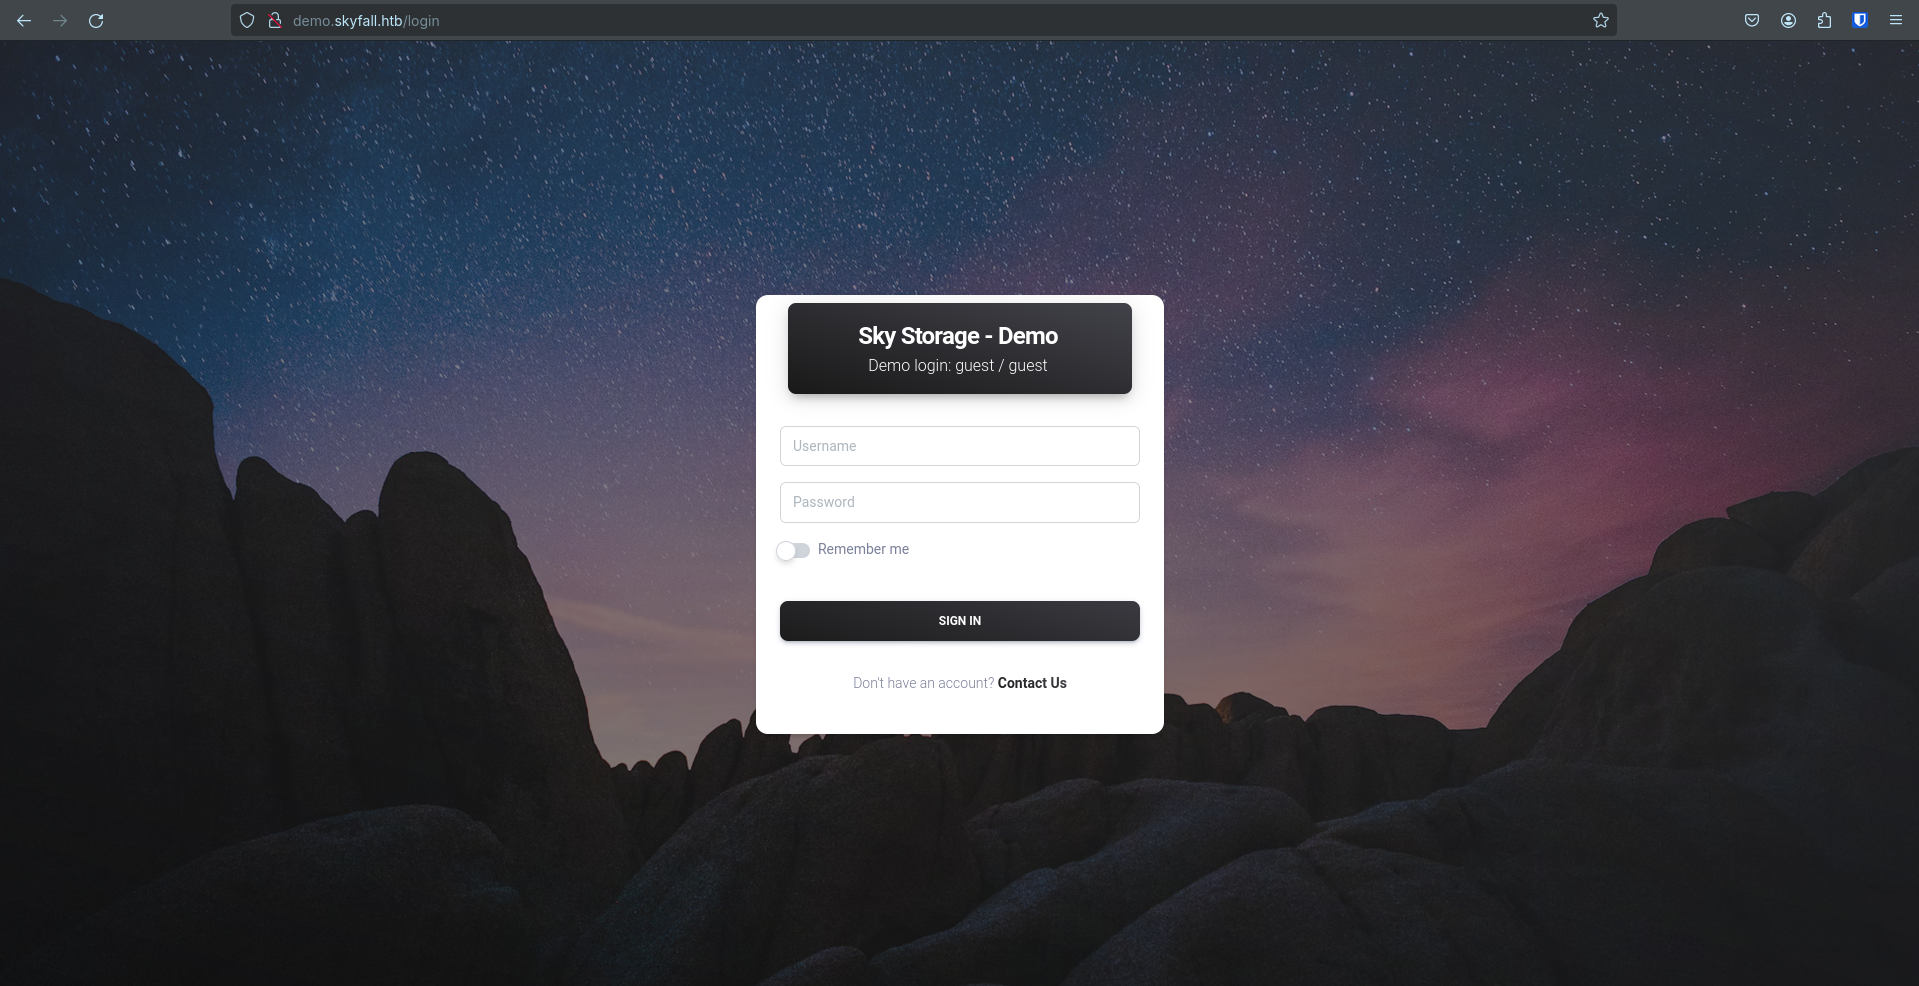 demo.skyfall.htb/login
Sky Storage - Demo
Demo login: guest / guest
Username
Password
Remember me
SIGN IN
Don't have an account? Contact Us